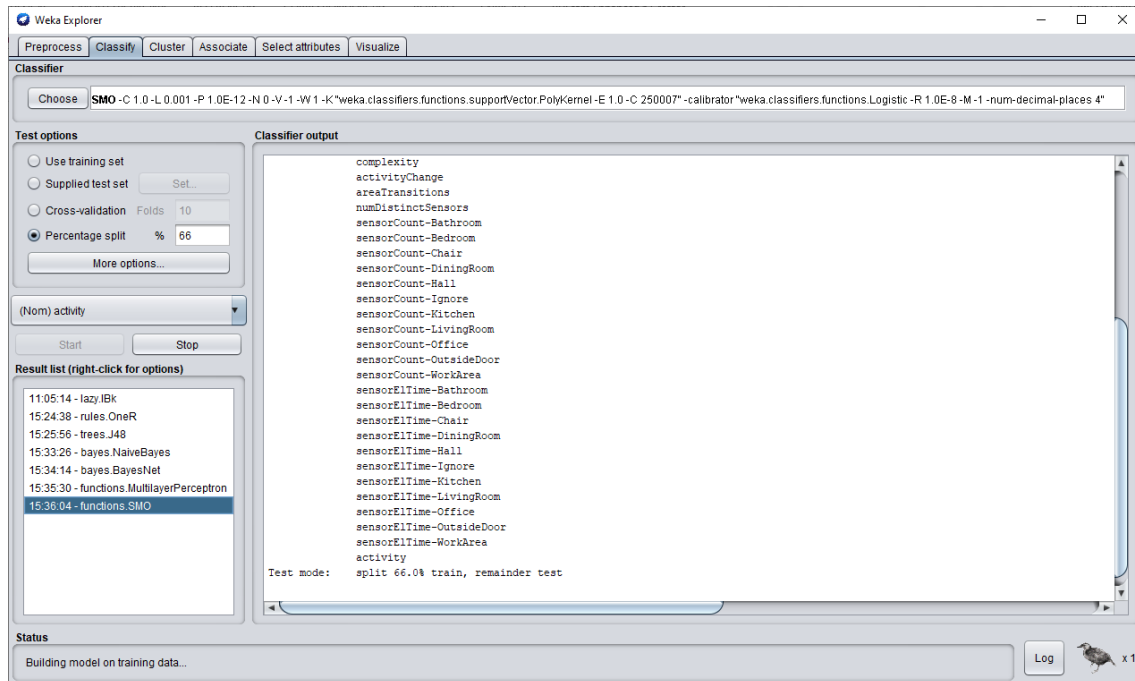 Weka Explorer
Preprocess Classify Cluster Associate Select attributes Visualize
Classifier
Choose SMO -C 1.0 -L 0.001 -P 1.0E-12 -N 0 -V -1 -W 1 -K "weka.classifiers.functions.supportVector.PolyKernel -E 1.0 -C 250007" -calibrator "weka.classifiers.functions.Logistic -R 1.0E-8 -M -1 -num-decimal-places 4"
Test options
Use training set
Supplied test set Set...
Cross-validation Folds 10
Percentage split % 66
More options...
(Nom) activity
Start Stop
Result list (right-click for options)
11:05:14 - lazy.IBk
15:24:38 - rules.OneR
15:25:56 - trees.J48
15:33:26 - bayes.NaiveBayes
15:34:14 - bayes.BayesNet
15:35:30 - functions.MultilayerPerceptron
15:36:04 - functions.SMO
Classifier output
complexity
activityChange
areaTransitions
numDistinctSensors
sensorCount-Bathroom
sensorCount-Bedroom
sensorCount-Chair
sensorCount-DiningRoom
sensorCount-Hall
sensorCount-Ignore
sensorCount-Kitchen
sensorCount-LivingRoom
sensorCount-Office
sensorCount-OutsideDoor
sensorCount-WorkArea
sensorElTime-Bathroom
sensorElTime-Bedroom
sensorElTime-Chair
sensorElTime-DiningRoom
sensorElTime-Hall
sensorElTime-Ignore
sensorElTime-Kitchen
sensorElTime-LivingRoom
sensorElTime-Office
sensorElTime-OutsideDoor
sensorElTime-WorkArea
activity
Test mode: split 66.0% train, remainder test
Status
Building model on training data...
Log x 1